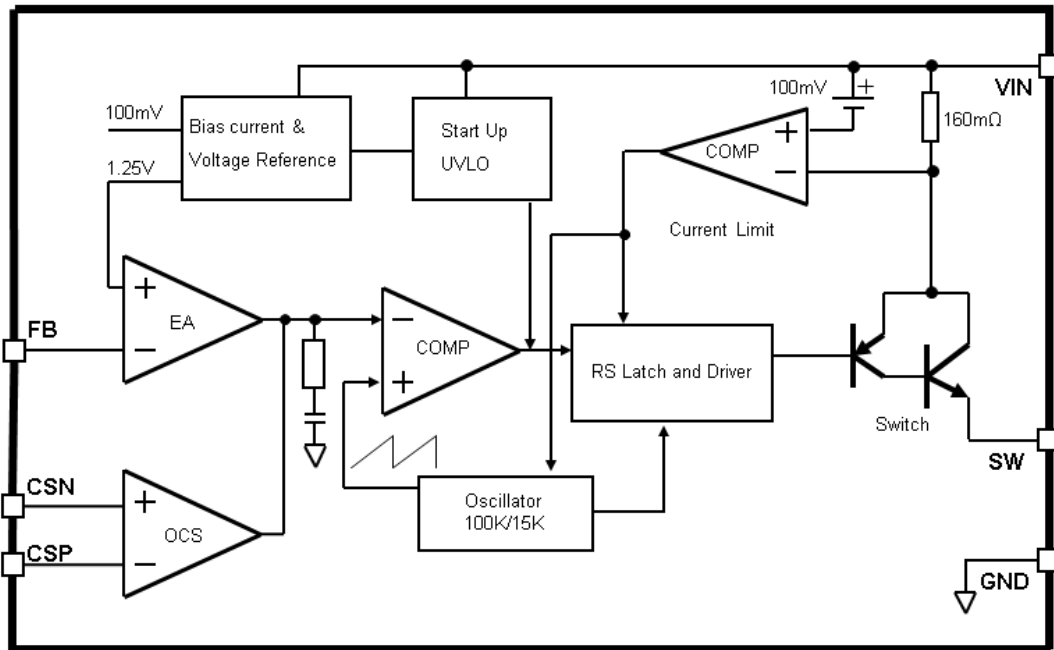 VIN
100mV
+
100mV
160mΩ
Bias current &
Voltage Reference
Start Up
UVLO
+
COMP
−
1.25V
Current Limit
+
EA
−
FB
−
COMP
+
RS Latch and Driver
Switch
SW
CSN
+
OCS
CSP
−
Oscillator
100K/15K
GND